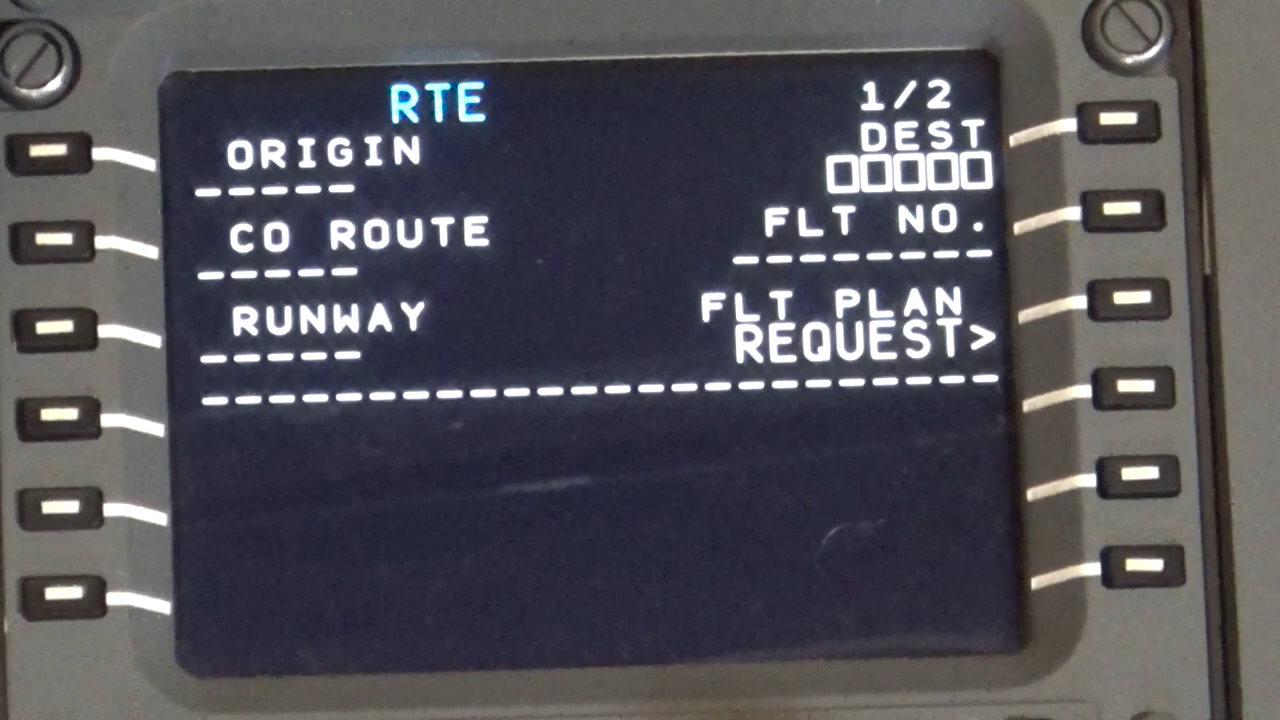 RTE 1/2
ORIGIN DEST
----- □□□□□
CO ROUTE FLT NO.
----- --------
RUNWAY FLT PLAN
----- REQUEST>
------------------------